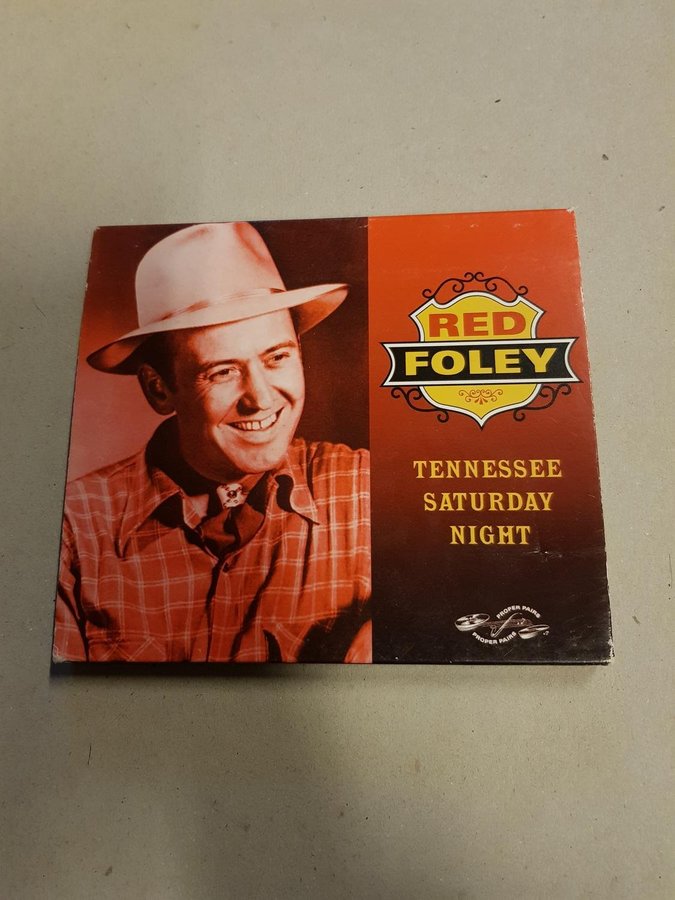 RED
FOLEY
TENNESSEE
SATURDAY
NIGHT
PROPER PAIRS
PROPER PAIRS